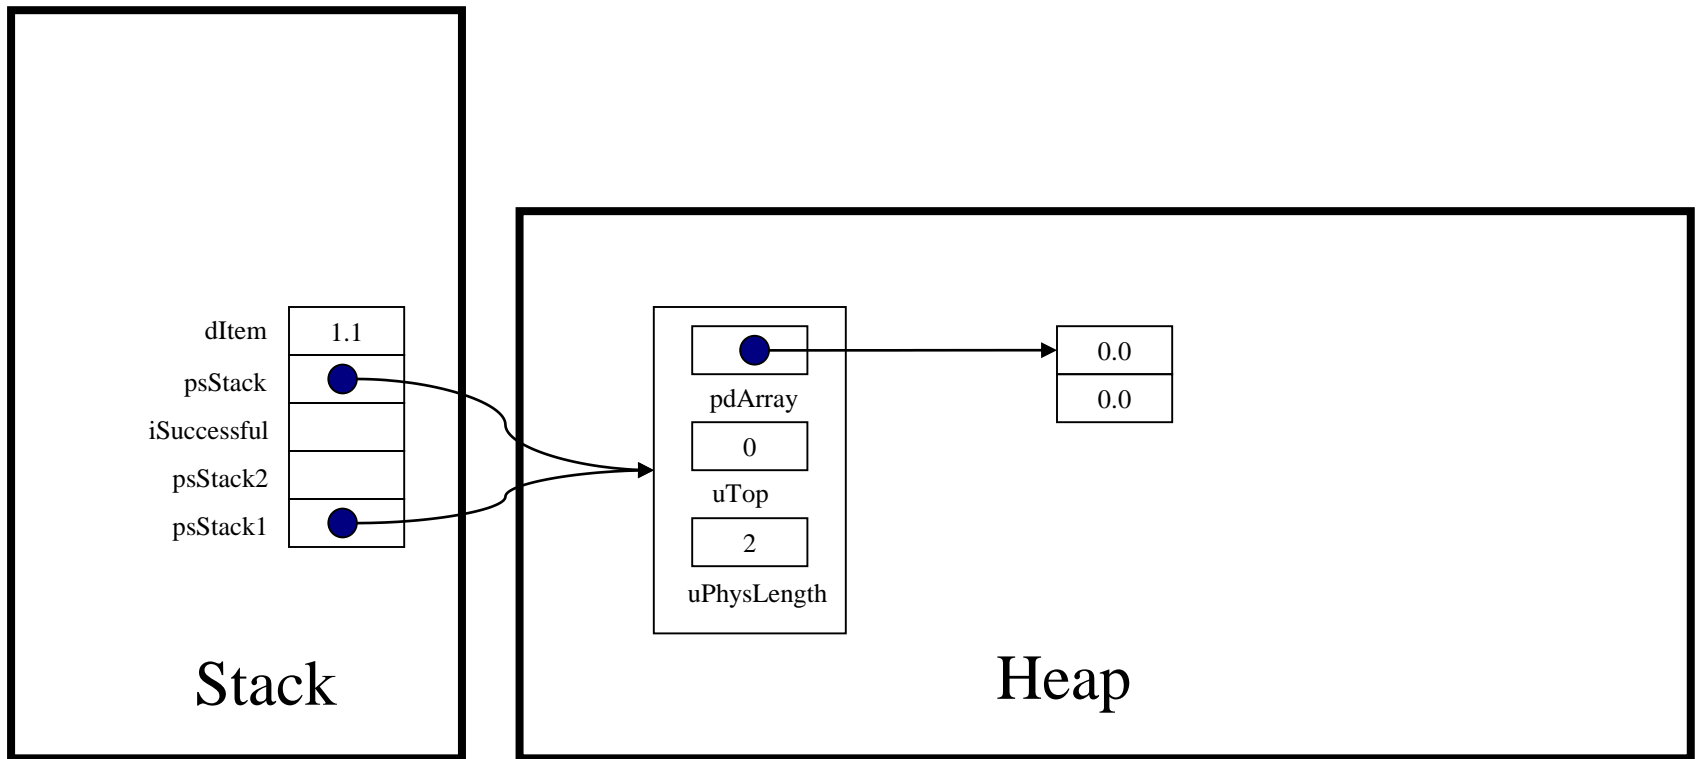 dItem 1.1
psStack
iSuccessful
psStack2
psStack1
Stack
pdArray
0
uTop
2
uPhysLength
0.0
0.0
Heap